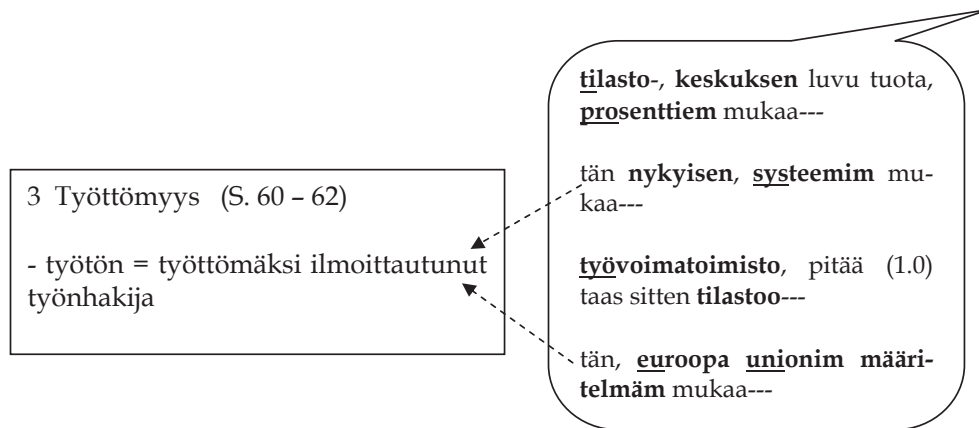 3 Työttömyys (S. 60 – 62)
- työtön = työttömäksi ilmoittautunut
työnhakija
tilasto-, keskuksen luvu tuota,
prosenttiem mukaa---
tän nykyisen, systeemim mu-
kaa---
työvoimatoimisto, pitää (1.0)
taas sitten tilastoo---
tän, euroopa unionim määri-
telmäm mukaa---